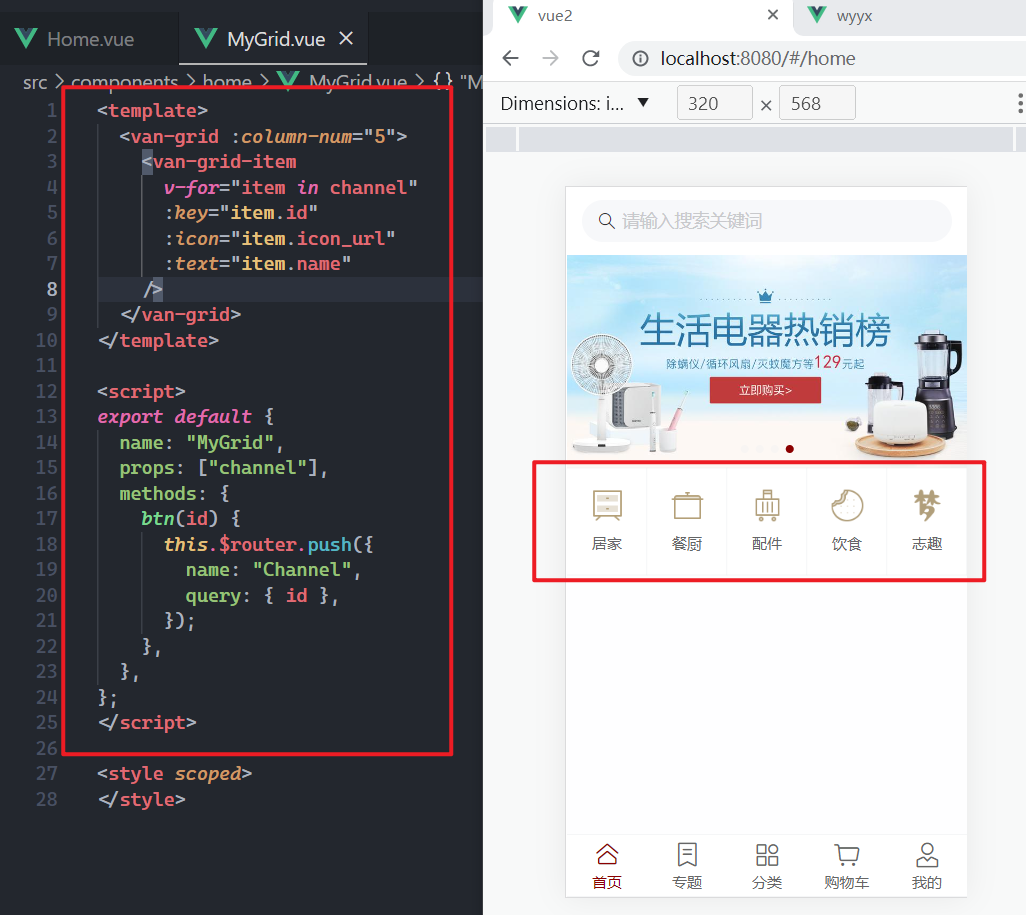 Home.vue
MyGrid.vue
src > components > home > MyGrid.vue > {} "M
1 <template>
2 <van-grid :column-num="5">
3 <van-grid-item
4 v-for="item in channel"
5 :key="item.id"
6 :icon="item.icon_url"
7 :text="item.name"
8 />
9 </van-grid>
10 </template>
11
12 <script>
13 export default {
14 name: "MyGrid",
15 props: ["channel"],
16 methods: {
17 btn(id) {
18 this.$router.push({
19 name: "Channel",
20 query: { id },
21 });
22 },
23 },
24 };
25 </script>
26
27 <style scoped>
28 </style>
vue2
wyyx
localhost:8080/#/home
Dimensions: i... ▼ 320 × 568
请输入搜索关键词
生活电器热销榜
除螨仪/循环风扇/灭蚊魔方等129元起
立即购买>
居家 餐厨 配件 饮食 志趣
首页 专题 分类 购物车 我的